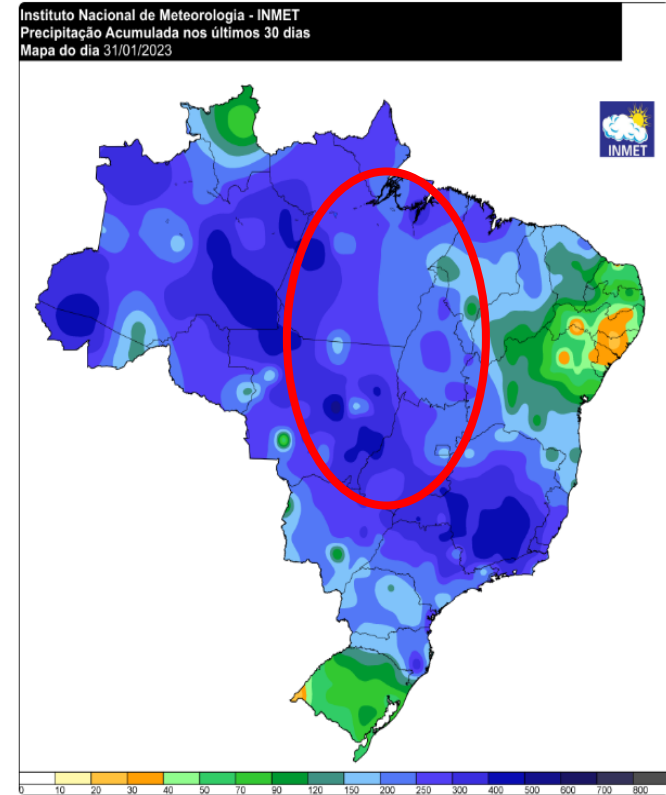 Instituto Nacional de Meteorologia - INMET
Precipitação Acumulada nos últimos 30 dias
Mapa do dia 31/01/2023
INMET
0 10 20 30 40 50 70 90 120 150 200 250 300 400 500 600 700 800